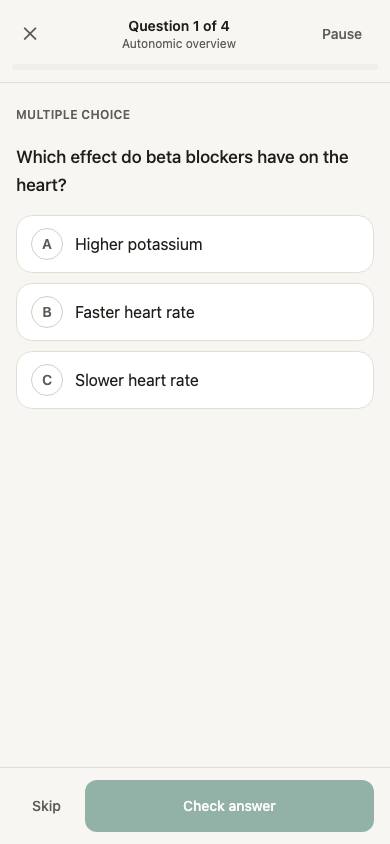 Question 1 of 4
Autonomic overview
Pause
MULTIPLE CHOICE
Which effect do beta blockers have on the
heart?
A Higher potassium
B Faster heart rate
C Slower heart rate
Skip
Check answer